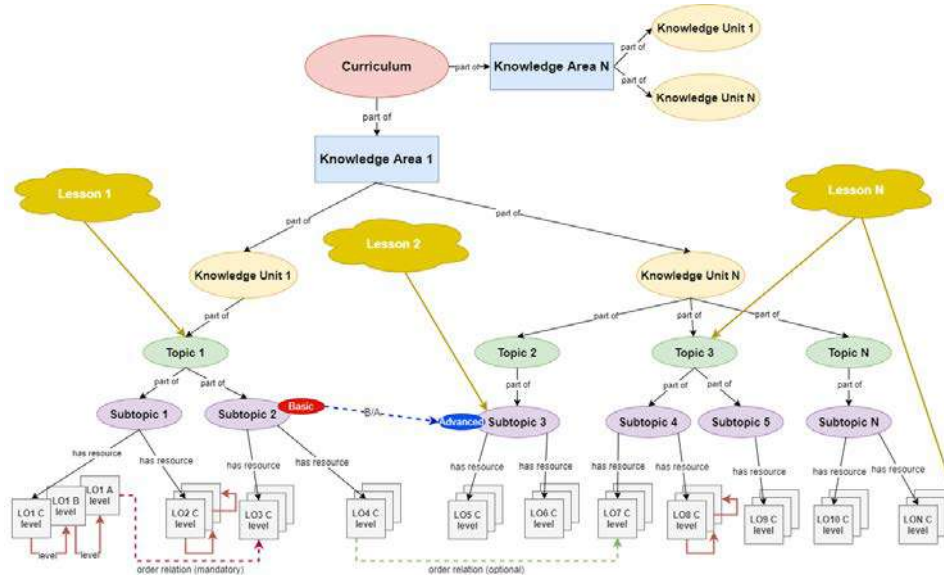 Knowledge Unit 1
part of
Curriculum
part of
Knowledge Area N
part of
Knowledge Unit N
part of
Knowledge Area 1
Lesson 1
Lesson N
part of
part of
Lesson 2
Knowledge Unit 1
Knowledge Unit N
part of
part of
part of
part of
Topic 1
Topic 2
Topic 3
Topic N
part of
part of
part of
part of
part of
part of
Subtopic 1
Subtopic 2
Basic
B/A
Advanced
Subtopic 3
Subtopic 4
Subtopic 5
Subtopic N
has resource
has resource
has resource
has resource
has resource
has resource
has resource
has resource
has resource
has resource
has resource
LO1 C
level
LO1 B
level
LO1 A
level
LO2 C
level
LO3 C
level
LO4 C
level
LO5 C
level
LO6 C
level
LO7 C
level
LO8 C
level
LO9 C
level
LO10 C
level
LON C
level
level
level
order relation (mandatory)
order relation (optional)